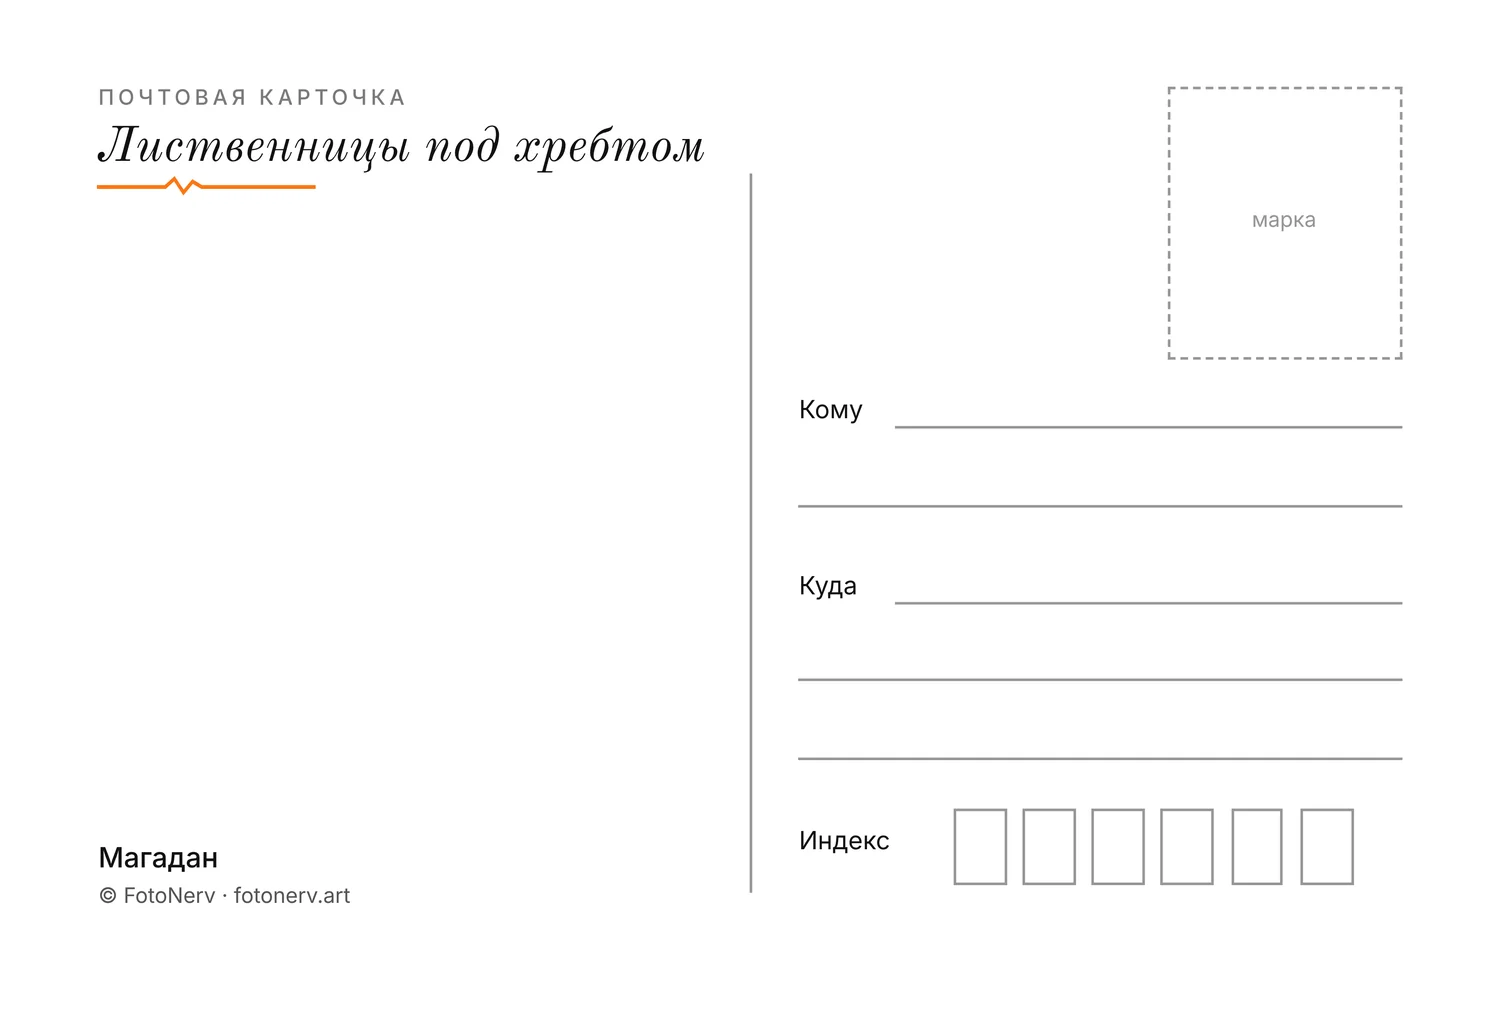 ПОЧТОВАЯ КАРТОЧКА
Лиственницы под хребтом
марка
Кому
Куда
Индекс
Магадан
© FotoNerv · fotonerv.art